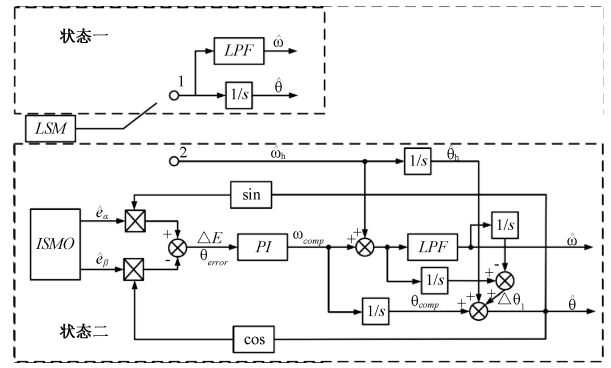 状态一
LPF
ω̂
1
1/s
θ̂
LSM
2
ω̂h
1/s
θ̂h
sin
1/s
ISMO
êα
êβ
+
-
△E
θerror
PI
ωcomp
+
+
LPF
ω̂
-
+
1/s
θcomp
1/s
+
+
+
△θ1
θ̂
cos
状态二